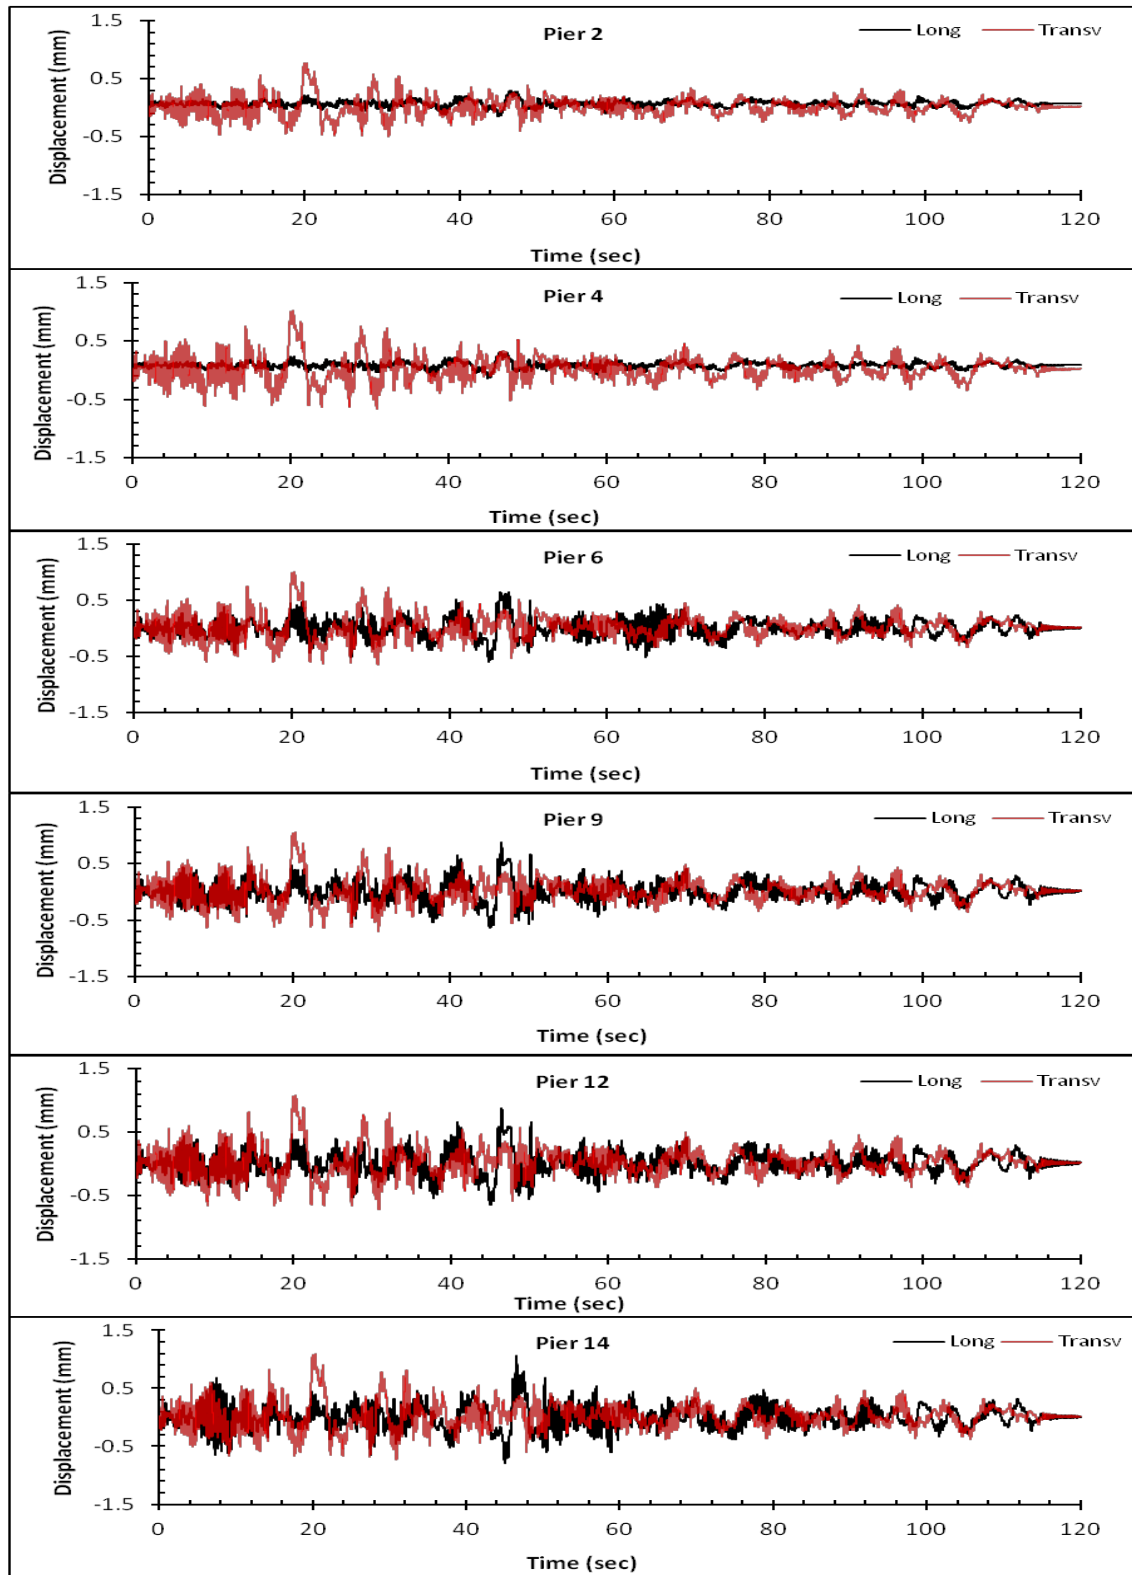 Pier 2
Long Transv
Displacement (mm)
1.5
0.5
-0.5
-1.5
0 20 40 60 80 100 120
Time (sec)
Pier 4
Long Transv
Displacement (mm)
1.5
0.5
-0.5
-1.5
0 20 40 60 80 100 120
Time (sec)
Pier 6
Long Transv
Displacement (mm)
1.5
0.5
-0.5
-1.5
0 20 40 60 80 100 120
Time (sec)
Pier 9
Long Transv
Displacement (mm)
1.5
0.5
-0.5
-1.5
0 20 40 60 80 100 120
Time (sec)
Pier 12
Long Transv
Displacement (mm)
1.5
0.5
-0.5
-1.5
0 20 40 60 80 100 120
Time (sec)
Pier 14
Long Transv
Displacement (mm)
1.5
0.5
-0.5
-1.5
0 20 40 60 80 100 120
Time (sec)